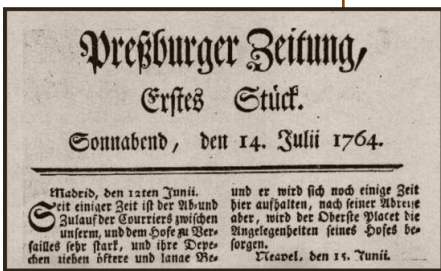 Preßburger Zeitung,
Erstes Stück.
Sonnabend, den 14. Julii 1764.
Madrid, den 12ten Junii.
Seit einiger Zeit ist der Ab-und
Zulauf der Courriers zwischen
unserm, und dem Hofe zu Ver-
sailles sehr stark, und ihre Depe-
chen ziehen öftere und lange Be-
und er wird sich noch einige Zeit
hier aufhalten, nach seiner Abreise
aber, wird der Oberste Placet die
Angelegenheiten seines Hofes be-
sorgen.
Neapel, den 15. Junii.